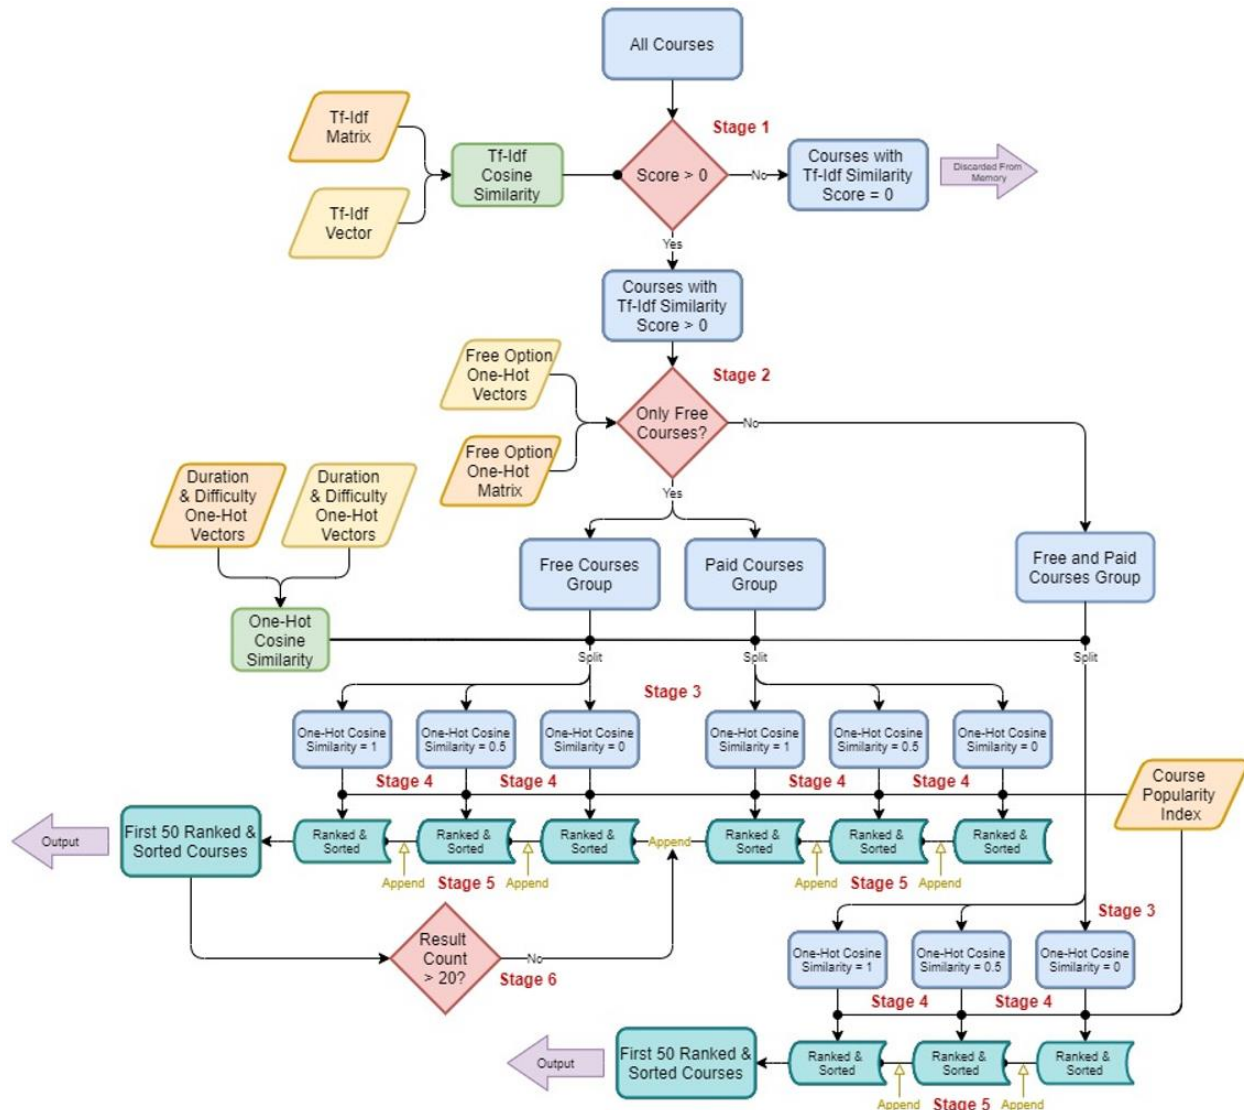 All Courses
Stage 1
Tf-Idf
Matrix
Tf-Idf
Cosine
Similarity
Score > 0
No
Courses with
Tf-Idf Similarity
Score = 0
Discarded From
Memory
Tf-Idf
Vector
Yes
Courses with
Tf-Idf Similarity
Score > 0
Free Option
One-Hot
Vectors
Stage 2
Only Free
Courses?
No
Free Option
One-Hot
Matrix
Duration
& Difficulty
One-Hot
Vectors
Duration
& Difficulty
One-Hot
Vectors
Yes
Free Courses
Group
Paid Courses
Group
Free and Paid
Courses Group
One-Hot
Cosine
Similarity
Split
Split
Split
Stage 3
One-Hot Cosine
Similarity = 1
One-Hot Cosine
Similarity = 0.5
One-Hot Cosine
Similarity = 0
One-Hot Cosine
Similarity = 1
One-Hot Cosine
Similarity = 0.5
One-Hot Cosine
Similarity = 0
Stage 4
Stage 4
Stage 4
Stage 4
Course
Popularity
Index
Output
First 50 Ranked &
Sorted Courses
Ranked &
Sorted
Ranked &
Sorted
Ranked &
Sorted
Append
Ranked &
Sorted
Ranked &
Sorted
Ranked &
Sorted
Append
Stage 5
Append
Append
Stage 5
Append
Result
Count
> 20?
No
Stage 6
Stage 3
One-Hot Cosine
Similarity = 1
One-Hot Cosine
Similarity = 0.5
One-Hot Cosine
Similarity = 0
Stage 4
Stage 4
Output
First 50 Ranked &
Sorted Courses
Ranked &
Sorted
Ranked &
Sorted
Ranked &
Sorted
Append
Stage 5
Append